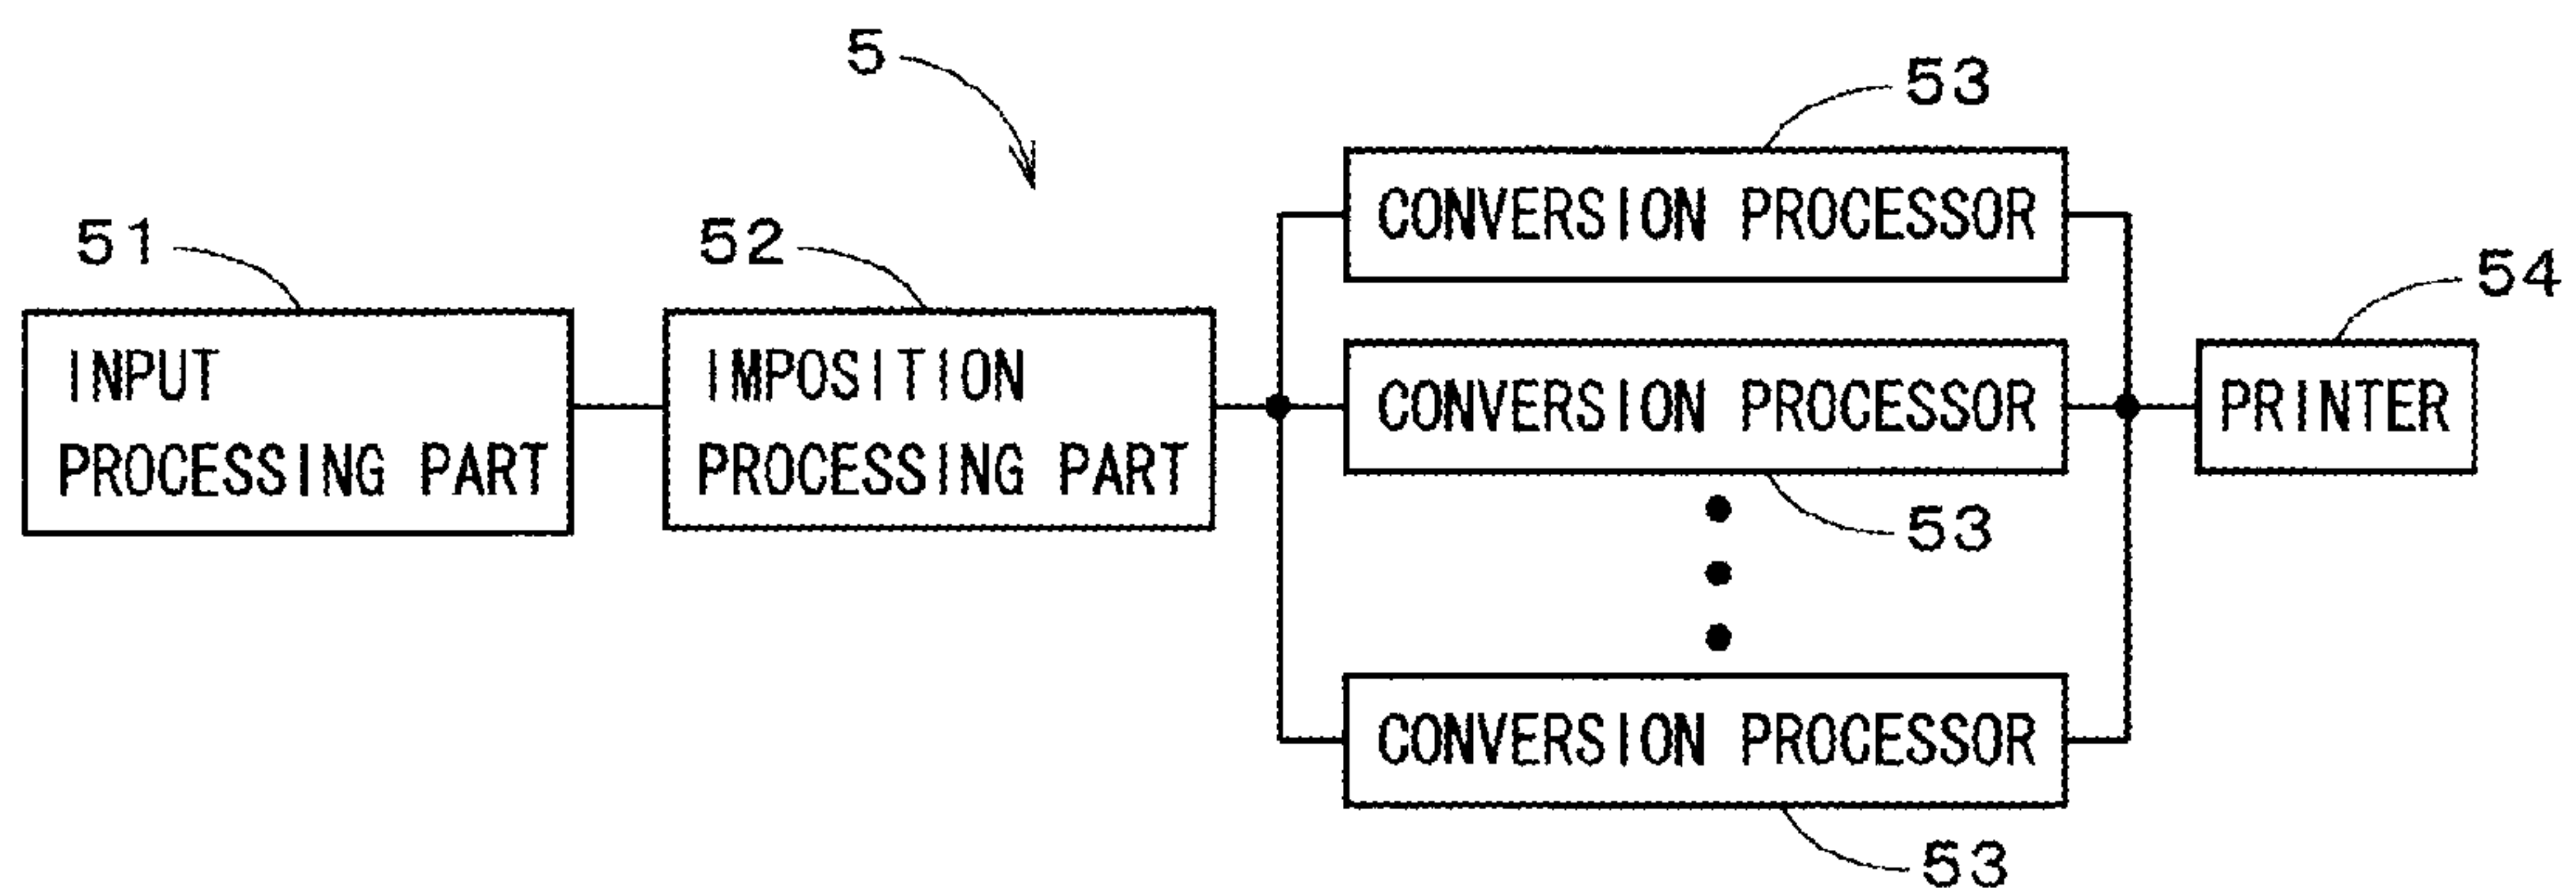 5
53
CONVERSION PROCESSOR
51
52
54
INPUT
PROCESSING PART
IMPOSITION
PROCESSING PART
CONVERSION PROCESSOR
PRINTER
53
CONVERSION PROCESSOR
53